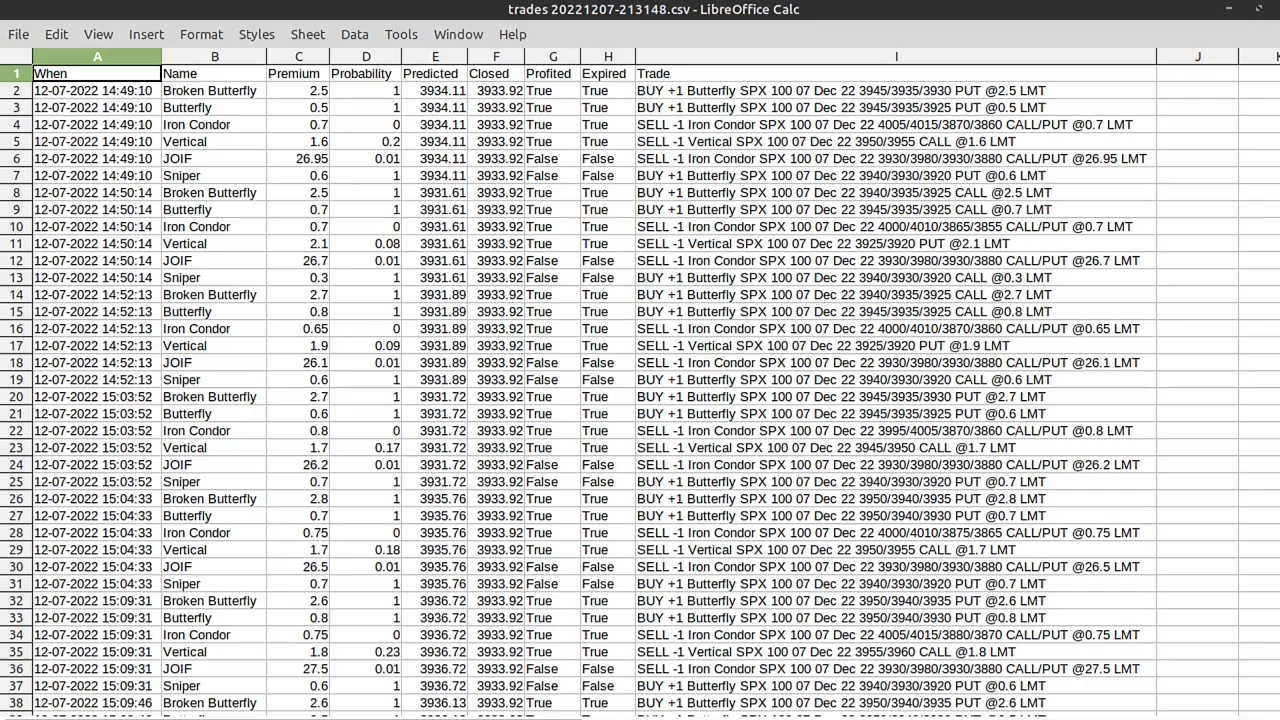 trades 20221207-213148.csv - LibreOffice Calc
File Edit View Insert Format Styles Sheet Data Tools Window Help
A B C D E F G H I J K
1 When Name Premium Probability Predicted Closed Profited Expired Trade
2 12-07-2022 14:49:10 Broken Butterfly 2.5 1 3934.11 3933.92 True True BUY +1 Butterfly SPX 100 07 Dec 22 3945/3935/3930 PUT @2.5 LMT
3 12-07-2022 14:49:10 Butterfly 0.5 1 3934.11 3933.92 True True BUY +1 Butterfly SPX 100 07 Dec 22 3945/3935/3925 PUT @0.5 LMT
4 12-07-2022 14:49:10 Iron Condor 0.7 0 3934.11 3933.92 True True SELL -1 Iron Condor SPX 100 07 Dec 22 4005/4015/3870/3860 CALL/PUT @0.7 LMT
5 12-07-2022 14:49:10 Vertical 1.6 0.2 3934.11 3933.92 True True SELL -1 Vertical SPX 100 07 Dec 22 3950/3955 CALL @1.6 LMT
6 12-07-2022 14:49:10 JOIF 26.95 0.01 3934.11 3933.92 False False SELL -1 Iron Condor SPX 100 07 Dec 22 3930/3980/3930/3880 CALL/PUT @26.95 LMT
7 12-07-2022 14:49:10 Sniper 0.6 1 3934.11 3933.92 False False BUY +1 Butterfly SPX 100 07 Dec 22 3940/3930/3920 PUT @0.6 LMT
8 12-07-2022 14:50:14 Broken Butterfly 2.5 1 3931.61 3933.92 True True BUY +1 Butterfly SPX 100 07 Dec 22 3940/3935/3925 CALL @2.5 LMT
9 12-07-2022 14:50:14 Butterfly 0.7 1 3931.61 3933.92 True True BUY +1 Butterfly SPX 100 07 Dec 22 3945/3935/3925 CALL @0.7 LMT
10 12-07-2022 14:50:14 Iron Condor 0.7 0 3931.61 3933.92 True True SELL -1 Iron Condor SPX 100 07 Dec 22 4000/4010/3865/3855 CALL/PUT @0.7 LMT
11 12-07-2022 14:50:14 Vertical 2.1 0.08 3931.61 3933.92 True True SELL -1 Vertical SPX 100 07 Dec 22 3925/3920 PUT @2.1 LMT
12 12-07-2022 14:50:14 JOIF 26.7 0.01 3931.61 3933.92 False False SELL -1 Iron Condor SPX 100 07 Dec 22 3930/3980/3930/3880 CALL/PUT @26.7 LMT
13 12-07-2022 14:50:14 Sniper 0.3 1 3931.61 3933.92 False False BUY +1 Butterfly SPX 100 07 Dec 22 3940/3930/3920 CALL @0.3 LMT
14 12-07-2022 14:52:13 Broken Butterfly 2.7 1 3931.89 3933.92 True True BUY +1 Butterfly SPX 100 07 Dec 22 3940/3935/3925 CALL @2.7 LMT
15 12-07-2022 14:52:13 Butterfly 0.8 1 3931.89 3933.92 True True BUY +1 Butterfly SPX 100 07 Dec 22 3945/3935/3925 CALL @0.8 LMT
16 12-07-2022 14:52:13 Iron Condor 0.65 0 3931.89 3933.92 True True SELL -1 Iron Condor SPX 100 07 Dec 22 4000/4010/3870/3860 CALL/PUT @0.65 LMT
17 12-07-2022 14:52:13 Vertical 1.9 0.09 3931.89 3933.92 True True SELL -1 Vertical SPX 100 07 Dec 22 3925/3920 PUT @1.9 LMT
18 12-07-2022 14:52:13 JOIF 26.1 0.01 3931.89 3933.92 False False SELL -1 Iron Condor SPX 100 07 Dec 22 3930/3980/3930/3880 CALL/PUT @26.1 LMT
19 12-07-2022 14:52:13 Sniper 0.6 1 3931.89 3933.92 False False BUY +1 Butterfly SPX 100 07 Dec 22 3940/3930/3920 CALL @0.6 LMT
20 12-07-2022 15:03:52 Broken Butterfly 2.7 1 3931.72 3933.92 True True BUY +1 Butterfly SPX 100 07 Dec 22 3945/3935/3930 PUT @2.7 LMT
21 12-07-2022 15:03:52 Butterfly 0.6 1 3931.72 3933.92 True True BUY +1 Butterfly SPX 100 07 Dec 22 3945/3935/3925 PUT @0.6 LMT
22 12-07-2022 15:03:52 Iron Condor 0.8 0 3931.72 3933.92 True True SELL -1 Iron Condor SPX 100 07 Dec 22 3995/4005/3870/3860 CALL/PUT @0.8 LMT
23 12-07-2022 15:03:52 Vertical 1.7 0.17 3931.72 3933.92 True True SELL -1 Vertical SPX 100 07 Dec 22 3945/3950 CALL @1.7 LMT
24 12-07-2022 15:03:52 JOIF 26.2 0.01 3931.72 3933.92 False False SELL -1 Iron Condor SPX 100 07 Dec 22 3930/3980/3930/3880 CALL/PUT @26.2 LMT
25 12-07-2022 15:03:52 Sniper 0.7 1 3931.72 3933.92 False False BUY +1 Butterfly SPX 100 07 Dec 22 3940/3930/3920 PUT @0.7 LMT
26 12-07-2022 15:04:33 Broken Butterfly 2.8 1 3935.76 3933.92 True True BUY +1 Butterfly SPX 100 07 Dec 22 3950/3940/3935 PUT @2.8 LMT
27 12-07-2022 15:04:33 Butterfly 0.7 1 3935.76 3933.92 True True BUY +1 Butterfly SPX 100 07 Dec 22 3950/3940/3930 PUT @0.7 LMT
28 12-07-2022 15:04:33 Iron Condor 0.75 0 3935.76 3933.92 True True SELL -1 Iron Condor SPX 100 07 Dec 22 4000/4010/3875/3865 CALL/PUT @0.75 LMT
29 12-07-2022 15:04:33 Vertical 1.7 0.18 3935.76 3933.92 True True SELL -1 Vertical SPX 100 07 Dec 22 3950/3955 CALL @1.7 LMT
30 12-07-2022 15:04:33 JOIF 26.5 0.01 3935.76 3933.92 False False SELL -1 Iron Condor SPX 100 07 Dec 22 3930/3980/3930/3880 CALL/PUT @26.5 LMT
31 12-07-2022 15:04:33 Sniper 0.7 1 3935.76 3933.92 False False BUY +1 Butterfly SPX 100 07 Dec 22 3940/3930/3920 PUT @0.7 LMT
32 12-07-2022 15:09:31 Broken Butterfly 2.6 1 3936.72 3933.92 True True BUY +1 Butterfly SPX 100 07 Dec 22 3950/3940/3935 PUT @2.6 LMT
33 12-07-2022 15:09:31 Butterfly 0.8 1 3936.72 3933.92 True True BUY +1 Butterfly SPX 100 07 Dec 22 3950/3940/3930 PUT @0.8 LMT
34 12-07-2022 15:09:31 Iron Condor 0.75 0 3936.72 3933.92 True True SELL -1 Iron Condor SPX 100 07 Dec 22 4005/4015/3880/3870 CALL/PUT @0.75 LMT
35 12-07-2022 15:09:31 Vertical 1.8 0.23 3936.72 3933.92 True True SELL -1 Vertical SPX 100 07 Dec 22 3955/3960 CALL @1.8 LMT
36 12-07-2022 15:09:31 JOIF 27.5 0.01 3936.72 3933.92 False False SELL -1 Iron Condor SPX 100 07 Dec 22 3930/3980/3930/3880 CALL/PUT @27.5 LMT
37 12-07-2022 15:09:31 Sniper 0.6 1 3936.72 3933.92 False False BUY +1 Butterfly SPX 100 07 Dec 22 3940/3930/3920 PUT @0.6 LMT
38 12-07-2022 15:09:46 Broken Butterfly 2.6 1 3936.13 3933.92 True True BUY +1 Butterfly SPX 100 07 Dec 22 3950/3940/3935 PUT @2.6 LMT